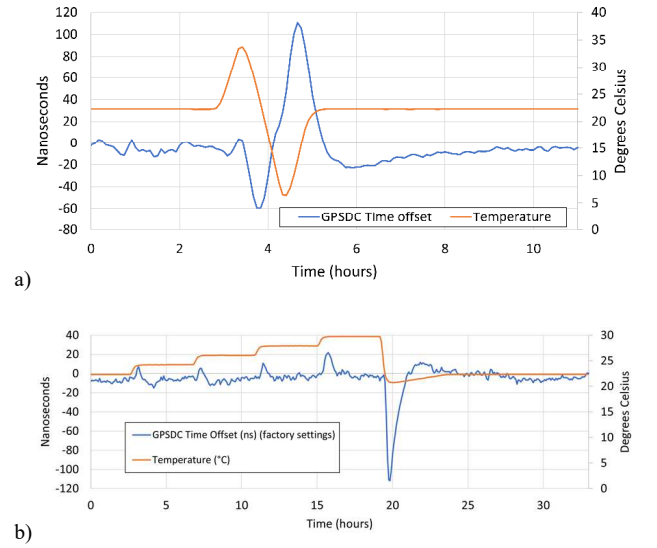 120
100
80
60
40
20
0
-20
-40
-60
-80
40
35
30
25
20
15
10
5
0
Nanoseconds
Degrees Celsius
GPSDC Time offset
Temperature
0 2 4 6 8 10
Time (hours)
a)
40
20
0
-20
-40
-60
-80
-100
-120
30
25
20
15
10
5
0
Nanoseconds
Degrees Celsius
GPSDC Time Offset (ns) (factory settings)
Temperature (°C)
0 5 10 15 20 25 30
Time (hours)
b)